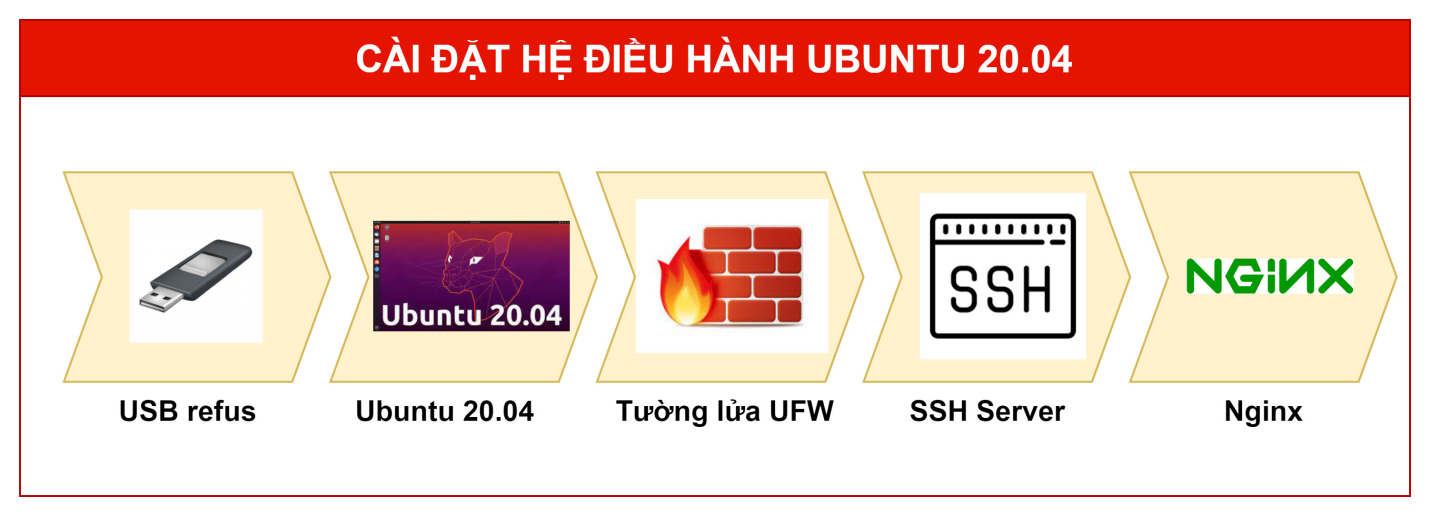 CÀI ĐẶT HỆ ĐIỀU HÀNH UBUNTU 20.04
Ubuntu 20.04
SSH
NGiNX
USB refus
Ubuntu 20.04
Tường lửa UFW
SSH Server
Nginx